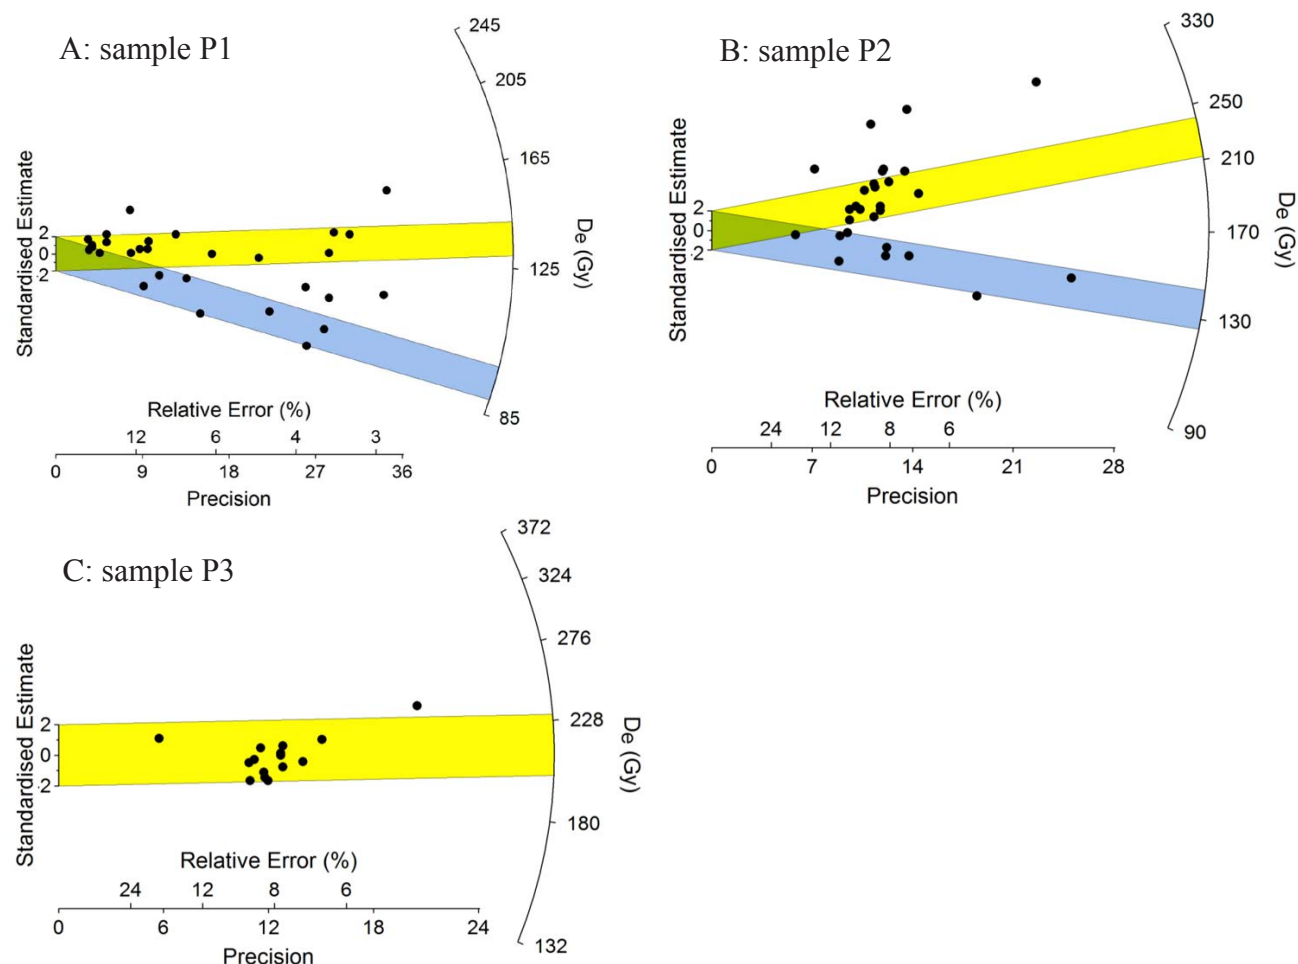 A: sample P1
245
205
165
125
85
De (Gy)
Standardised Estimate
2
0
-2
Relative Error (%)
12 6 4 3
0 9 18 27 36
Precision
B: sample P2
330
250
210
170
130
90
De (Gy)
Standardised Estimate
2
0
-2
Relative Error (%)
24 12 8 6
0 7 14 21 28
Precision
C: sample P3
372
324
276
228
180
132
De (Gy)
Standardised Estimate
2
0
-2
Relative Error (%)
24 12 8 6
0 6 12 18 24
Precision